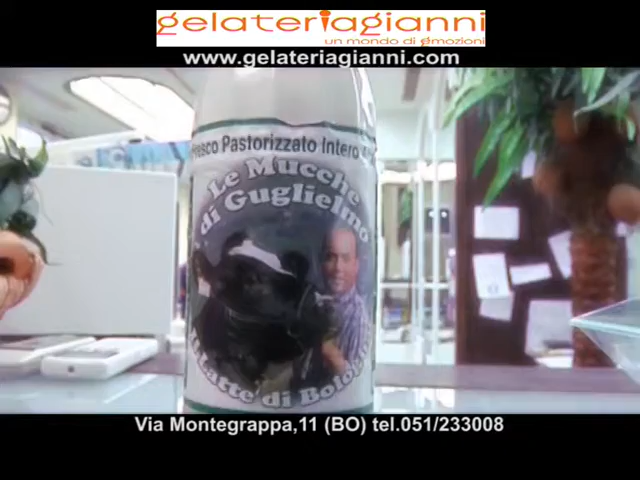 gelateriagianni
un mondo di emozioni
www.gelateriagianni.com
Fresco Pastorizzato Intero
Le Mucche
di Guglielmo
Latte di Bologna
Via Montegrappa,11 (BO) tel.051/233008